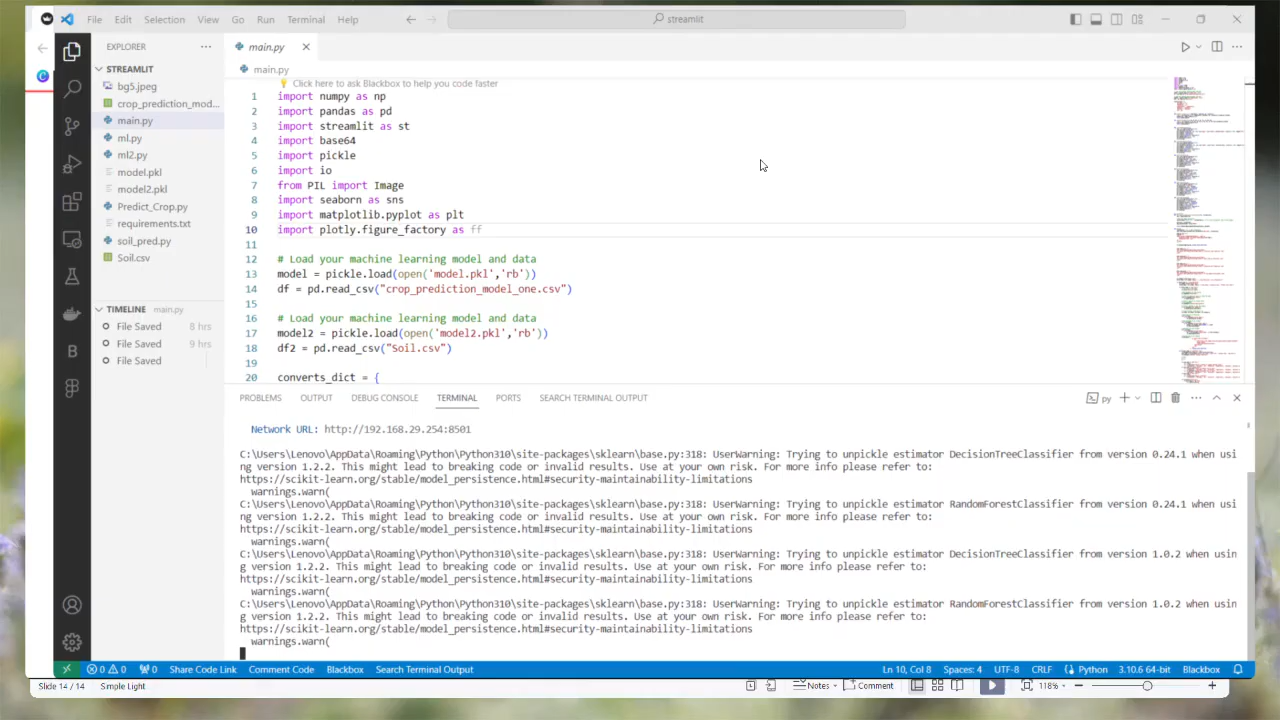 File Edit Selection View Go Run Terminal Help
streamlit
EXPLORER
STREAMLIT
bg5.jpeg
crop_prediction_mod...
main.py
ml.py
ml2.py
model.pkl
model2.pkl
Predict_Crop.py
requirements.txt
soil_pred.py
Soil.csv
TIMELINE main.py
File Saved 8 hrs
File Saved 9 hrs
File Saved
main.py
main.py
Click here to ask Blackbox to help you code faster
1 import numpy as np
2 import pandas as pd
3 import streamlit as st
4 import base64
5 import pickle
6 import io
7 from PIL import Image
8 import seaborn as sns
9 import matplotlib.pyplot as plt
10 import plotly.figure_factory as ff
11
12 # Load your machine learning model and data
13 model = pickle.load(open('model.pkl','rb'))
14 df = pd.read_csv("crop_prediction_model_one.csv")
15
16 # Load your machine learning model and data
17 model2 = pickle.load(open('model2.pkl','rb'))
18 df2 = pd.read_csv("Soil.csv")
19
20 converts_dict = {
PROBLEMS OUTPUT DEBUG CONSOLE TERMINAL PORTS SEARCH TERMINAL OUTPUT
py
Network URL: http://192.168.29.254:8501
C:\Users\Lenovo\AppData\Roaming\Python\Python310\site-packages\sklearn\base.py:318: UserWarning: Trying to unpickle estimator DecisionTreeClassifier from version 0.24.1 when usi
ng version 1.2.2. This might lead to breaking code or invalid results. Use at your own risk. For more info please refer to:
https://scikit-learn.org/stable/model_persistence.html#security-maintainability-limitations
warnings.warn(
C:\Users\Lenovo\AppData\Roaming\Python\Python310\site-packages\sklearn\base.py:318: UserWarning: Trying to unpickle estimator RandomForestClassifier from version 0.24.1 when usi
ng version 1.2.2. This might lead to breaking code or invalid results. Use at your own risk. For more info please refer to:
https://scikit-learn.org/stable/model_persistence.html#security-maintainability-limitations
warnings.warn(
C:\Users\Lenovo\AppData\Roaming\Python\Python310\site-packages\sklearn\base.py:318: UserWarning: Trying to unpickle estimator DecisionTreeClassifier from version 1.0.2 when usin
g version 1.2.2. This might lead to breaking code or invalid results. Use at your own risk. For more info please refer to:
https://scikit-learn.org/stable/model_persistence.html#security-maintainability-limitations
warnings.warn(
C:\Users\Lenovo\AppData\Roaming\Python\Python310\site-packages\sklearn\base.py:318: UserWarning: Trying to unpickle estimator RandomForestClassifier from version 1.0.2 when usin
g version 1.2.2. This might lead to breaking code or invalid results. Use at your own risk. For more info please refer to:
https://scikit-learn.org/stable/model_persistence.html#security-maintainability-limitations
warnings.warn(
0 0 0 Share Code Link Comment Code Blackbox Search Terminal Output Ln 10, Col 8 Spaces: 4 UTF-8 CRLF Python 3.10.6 64-bit Blackbox
Slide 14 / 14 Simple Light Notes Comment 118%